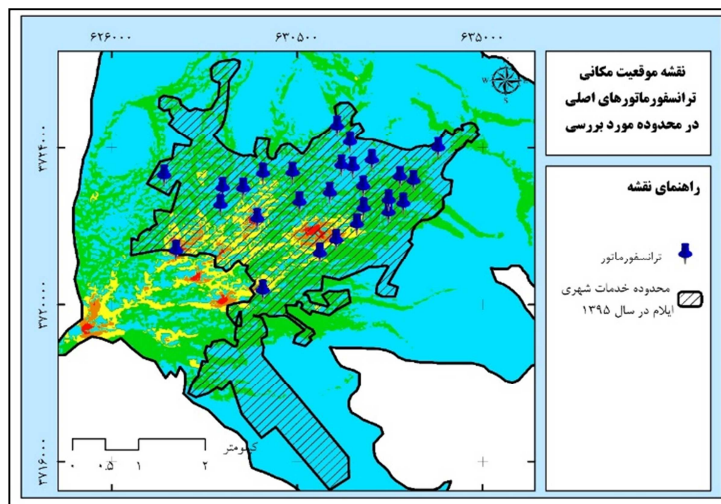 ۶۲۶۰۰۰ ۶۳۰۵۰۰ ۶۳۵۰۰۰
نقشه موقعیت مکانی
ترانسفورماتورهای اصلی
در محدوده مورد بررسی
راهنمای نقشه
ترانسفورماتور
محدوده خدمات شهری
ایلام در سال ۱۳۹۵
N
W
E
S
۳۷۲۴۰۰۰
۳۷۲۰۰۰۰
۳۷۱۶۰۰۰
کیلومتر
۰ ۰.۵ ۱ ۲